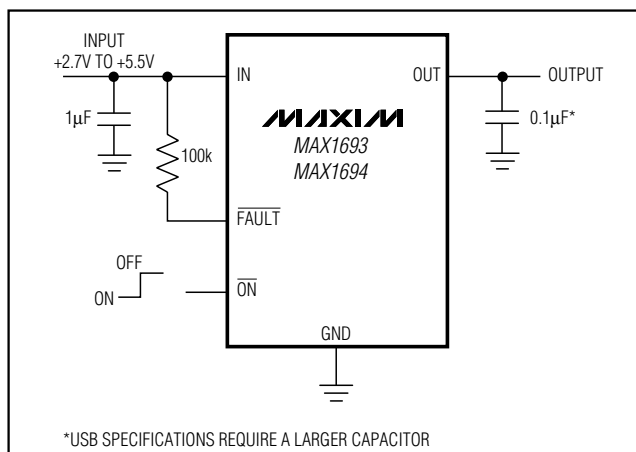 INPUT
+2.7V TO +5.5V
IN
OUT
OUTPUT
1µF
MAXIM
0.1µF*
MAX1693
MAX1694
100k
FAULT
OFF
ON
ON
GND
*USB SPECIFICATIONS REQUIRE A LARGER CAPACITOR